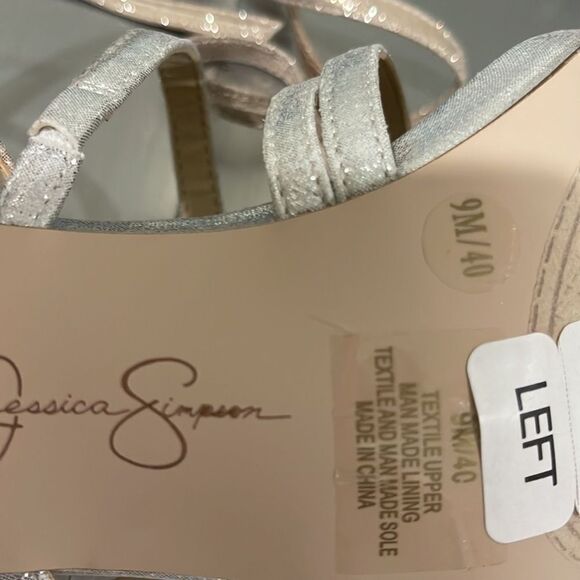 Jessica Simpson
9M/40
9M/40
TEXTILE UPPER
MAN MADE LINING
TEXTILE AND MAN MADE SOLE
MADE IN CHINA
LEFT